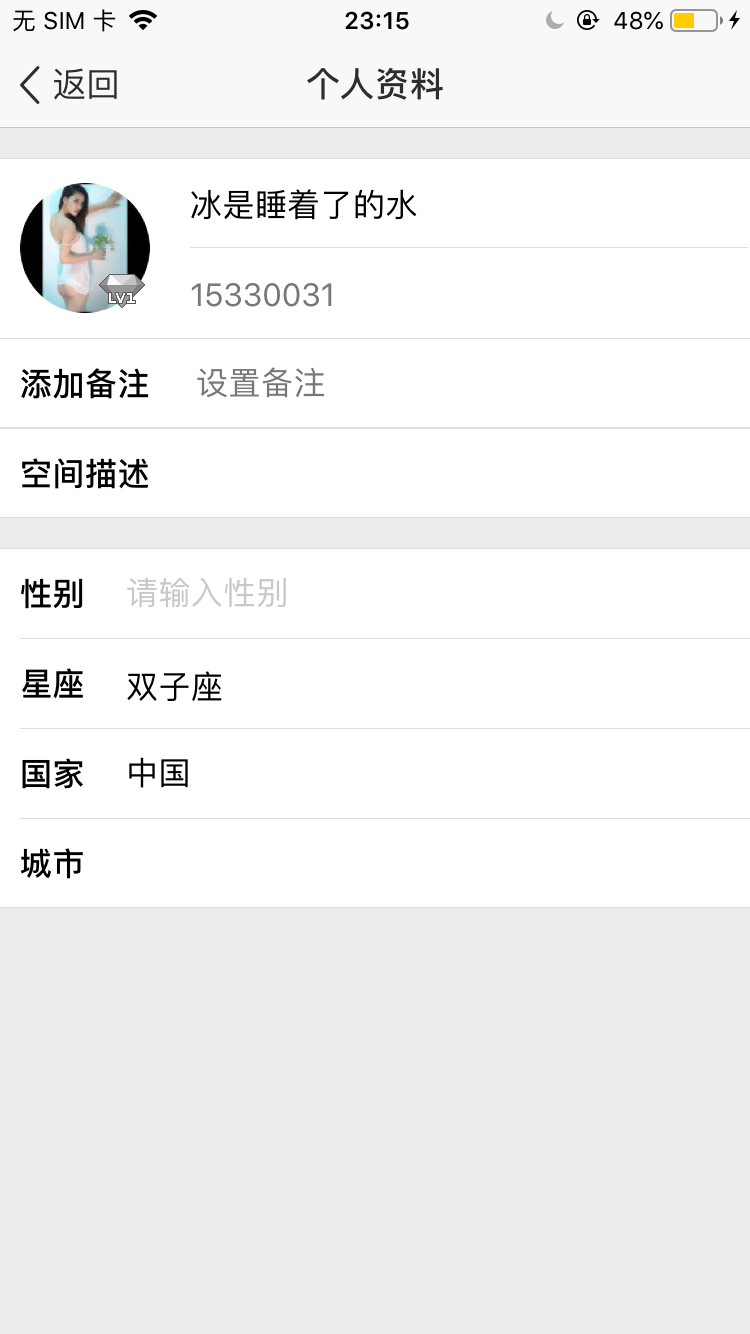 无 SIM 卡 23:15 48%
返回 个人资料
冰是睡着了的水
LV1
15330031
添加备注 设置备注
空间描述
性别 请输入性别
星座 双子座
国家 中国
城市